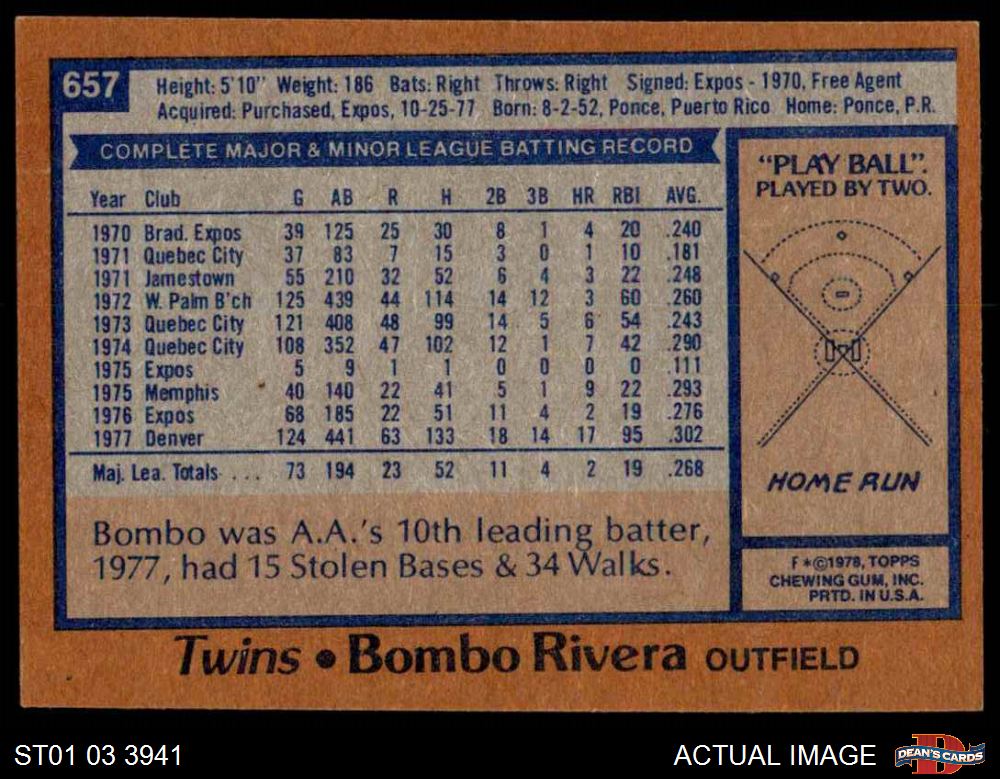 657
Height: 5'10" Weight: 186 Bats: Right Throws: Right Signed: Expos - 1970, Free Agent
Acquired: Purchased, Expos, 10-25-77 Born: 8-2-52, Ponce, Puerto Rico Home: Ponce, P.R.
COMPLETE MAJOR & MINOR LEAGUE BATTING RECORD
Year Club G AB R H 2B 3B HR RBI AVG.
1970 Brad. Expos 39 125 25 30 8 1 4 20 .240
1971 Quebec City 37 83 7 15 3 0 1 10 .181
1971 Jamestown 55 210 32 52 6 4 3 22 .248
1972 W. Palm B'ch 125 439 44 114 14 12 3 60 .260
1973 Quebec City 121 408 48 99 14 5 6 54 .243
1974 Quebec City 108 352 47 102 12 1 7 42 .290
1975 Expos 5 9 1 1 0 0 0 0 .111
1975 Memphis 40 140 22 41 5 1 9 22 .293
1976 Expos 68 185 22 51 11 4 2 19 .276
1977 Denver 124 441 63 133 18 14 17 95 .302
Maj. Lea. Totals . . . 73 194 23 52 11 4 2 19 .268
Bombo was A.A.'s 10th leading batter,
1977, had 15 Stolen Bases & 34 Walks.
"PLAY BALL".
PLAYED BY TWO.
HOME RUN
F *©1978, TOPPS
CHEWING GUM, INC.
PRTD. IN U.S.A.
Twins • Bombo Rivera OUTFIELD
ST01 03 3941
ACTUAL IMAGE
DEAN'S CARDS